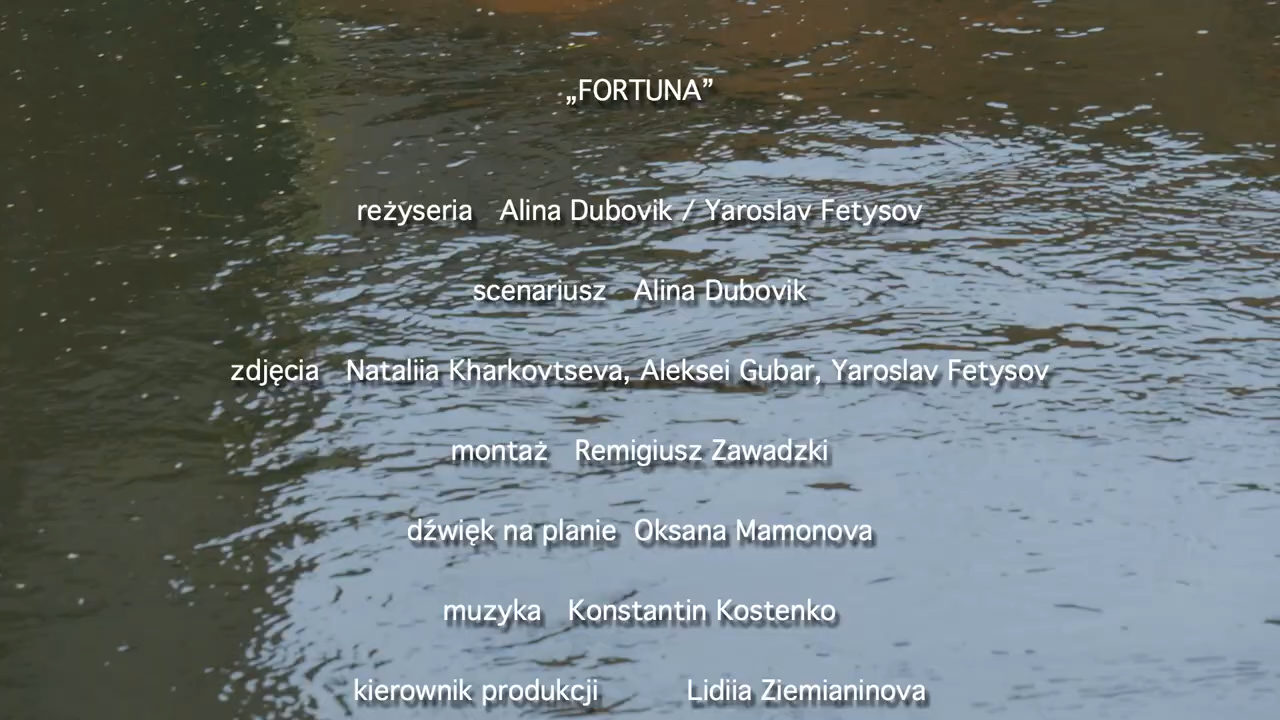 „FORTUNA”
reżyseria Alina Dubovik / Yaroslav Fetysov
scenariusz Alina Dubovik
zdjęcia Nataliia Kharkovtseva, Aleksei Gubar, Yaroslav Fetysov
montaż Remigiusz Zawadzki
dźwięk na planie Oksana Mamonova
muzyka Konstantin Kostenko
kierownik produkcji Lidiia Ziemianinova